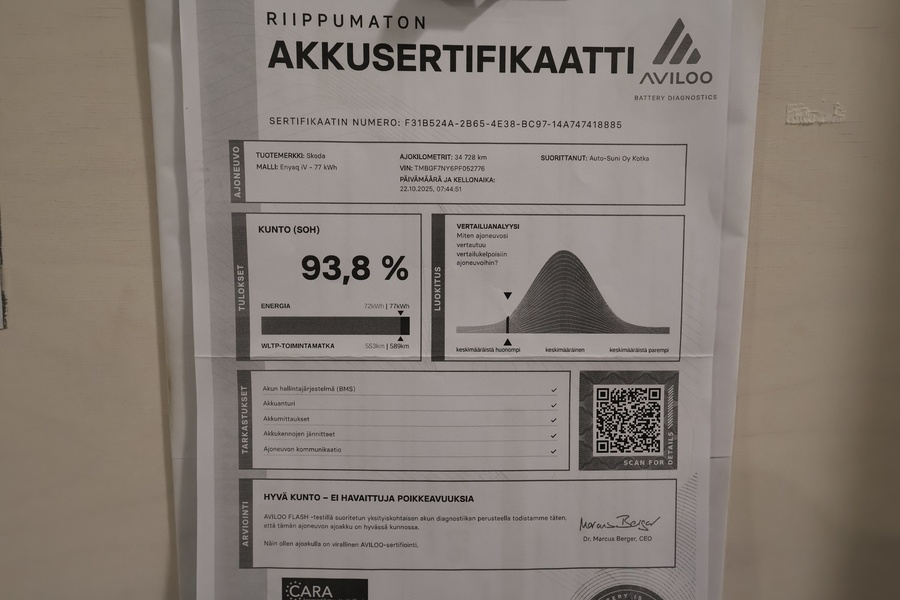 RIIPPUMATON
AKKUSERTIFIKAATTI
AVILOO
BATTERY DIAGNOSTICS
SERTIFIKAATIN NUMERO: F31B524A-2B65-4E38-BC97-14A747418885
AJONEUVO
TUOTEMERKKI: Skoda
MALLI: Enyaq iV - 77 kWh
AJOKILOMETRIT: 34 728 km
VIN: TMBGF7NY6PF052776
PÄIVÄMÄÄRÄ JA KELLONAIKA:
22.10.2025, 07:44:51
SUORITTANUT: Auto-Suni Oy Kotka
TULOKSET
KUNTO (SOH)
93,8 %
ENERGIA 72kWh | 77kWh
WLTP-TOIMINTAMATKA 553km | 589km
LUOKITUS
VERTAILUANALYYSI
Miten ajoneuvosi
vertautuu
vertailukelpoisiin
ajoneuvoihin?
keskimääräistä huonompi keskimääräinen keskimääräistä parempi
TARKASTUKSET
Akun hallintajärjestelmä (BMS)
Akkuanturi
Akkumittaukset
Akkukennojen jännitteet
Ajoneuvon kommunikaatio
SCAN FOR DETAILS
ARVIOINTI
HYVÄ KUNTO – EI HAVAITTUJA POIKKEAVUUKSIA
AVILOO FLASH -testillä suoritetun yksityiskohtaisen akun diagnostiikan perusteella todistamme täten,
että tämän ajoneuvon ajoakku on hyvässä kunnossa.
Näin ollen ajoakulla on virallinen AVILOO-sertifiointi.
Marcus Berger
Dr. Marcus Berger, CEO
CARA